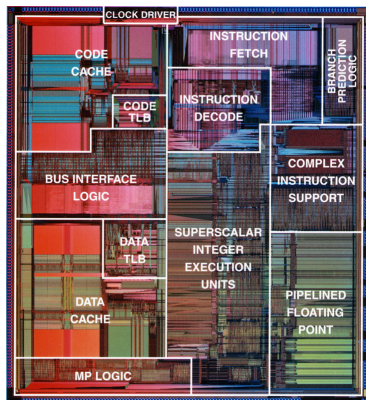 CLOCK DRIVER
CODE
CACHE
INSTRUCTION
FETCH
BRANCH
PREDICTION
LOGIC
CODE
TLB
INSTRUCTION
DECODE
BUS INTERFACE
LOGIC
COMPLEX
INSTRUCTION
SUPPORT
DATA
TLB
SUPERSCALAR
INTEGER
EXECUTION
UNITS
DATA
CACHE
PIPELINED
FLOATING
POINT
MP LOGIC